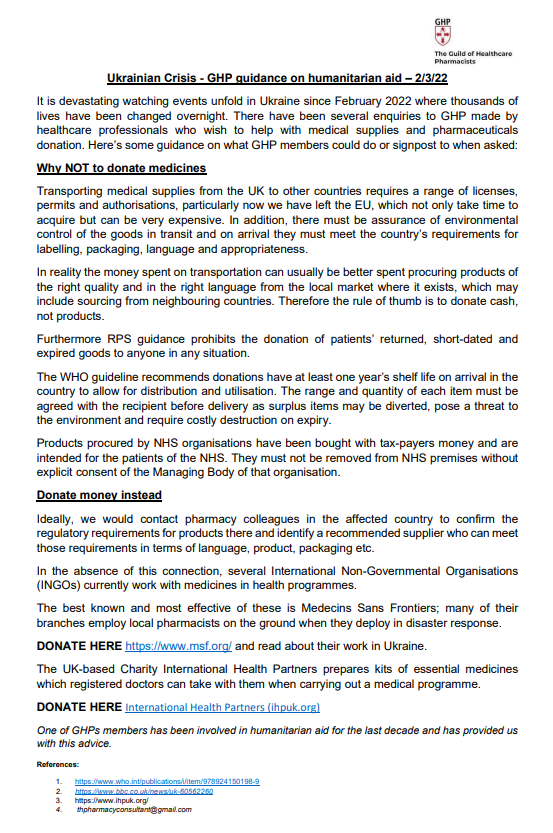 GHP
The Guild of Healthcare
Pharmacists
Ukrainian Crisis - GHP guidance on humanitarian aid – 2/3/22
It is devastating watching events unfold in Ukraine since February 2022 where thousands of
lives have been changed overnight. There have been several enquiries to GHP made by
healthcare professionals who wish to help with medical supplies and pharmaceuticals
donation. Here's some guidance on what GHP members could do or signpost to when asked:
Why NOT to donate medicines
Transporting medical supplies from the UK to other countries requires a range of licenses,
permits and authorisations, particularly now we have left the EU, which not only take time to
acquire but can be very expensive. In addition, there must be assurance of environmental
control of the goods in transit and on arrival they must meet the country's requirements for
labelling, packaging, language and appropriateness.
In reality the money spent on transportation can usually be better spent procuring products of
the right quality and in the right language from the local market where it exists, which may
include sourcing from neighbouring countries. Therefore the rule of thumb is to donate cash,
not products.
Furthermore RPS guidance prohibits the donation of patients' returned, short-dated and
expired goods to anyone in any situation.
The WHO guideline recommends donations have at least one year's shelf life on arrival in the
country to allow for distribution and utilisation. The range and quantity of each item must be
agreed with the recipient before delivery as surplus items may be diverted, pose a threat to
the environment and require costly destruction on expiry.
Products procured by NHS organisations have been bought with tax-payers money and are
intended for the patients of the NHS. They must not be removed from NHS premises without
explicit consent of the Managing Body of that organisation.
Donate money instead
Ideally, we would contact pharmacy colleagues in the affected country to confirm the
regulatory requirements for products there and identify a recommended supplier who can meet
those requirements in terms of language, product, packaging etc.
In the absence of this connection, several International Non-Governmental Organisations
(INGOs) currently work with medicines in health programmes.
The best known and most effective of these is Medecins Sans Frontiers; many of their
branches employ local pharmacists on the ground when they deploy in disaster response.
DONATE HERE https://www.msf.org/ and read about their work in Ukraine.
The UK-based Charity International Health Partners prepares kits of essential medicines
which registered doctors can take with them when carrying out a medical programme.
DONATE HERE International Health Partners (ihpuk.org)
One of GHPs members has been involved in humanitarian aid for the last decade and has provided us
with this advice.
References:
1. https://www.who.int/publications/i/item/978924150198-9
2. https://www.bbc.co.uk/news/uk-60562260
3. https://www.ihpuk.org/
4. thpharmacyconsultant@gmail.com